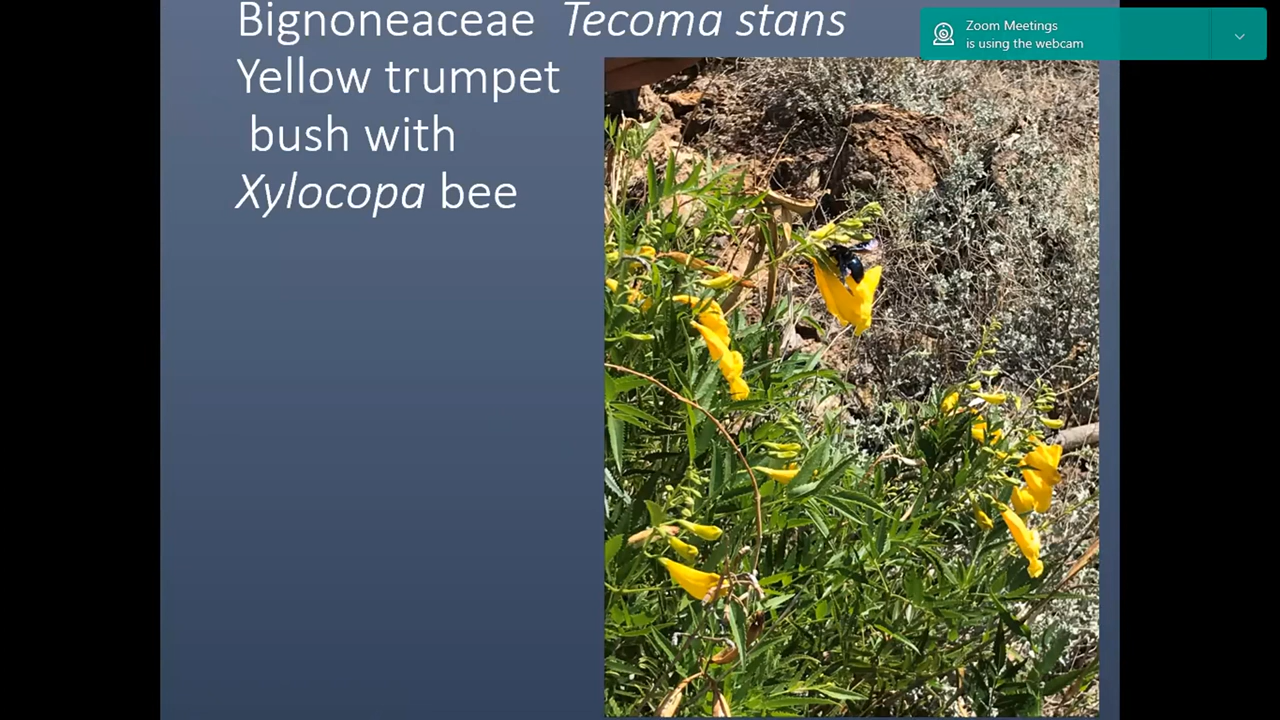 Bignoneaceae Tecoma stans
Yellow trumpet
bush with
Xylocopa bee
Zoom Meetings
is using the webcam